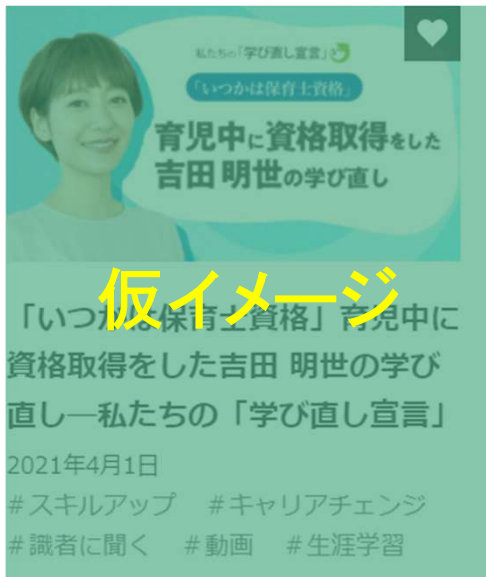 私たちの「学び直し宣言」
「いつかは保育士資格」
育児中に資格取得をした
吉田 明世の学び直し
仮イメージ
「いつかは保育士資格」育児中に
資格取得をした吉田 明世の学び
直し―私たちの「学び直し宣言」
2021年4月1日
#スキルアップ #キャリアチェンジ
#識者に聞く #動画 #生涯学習